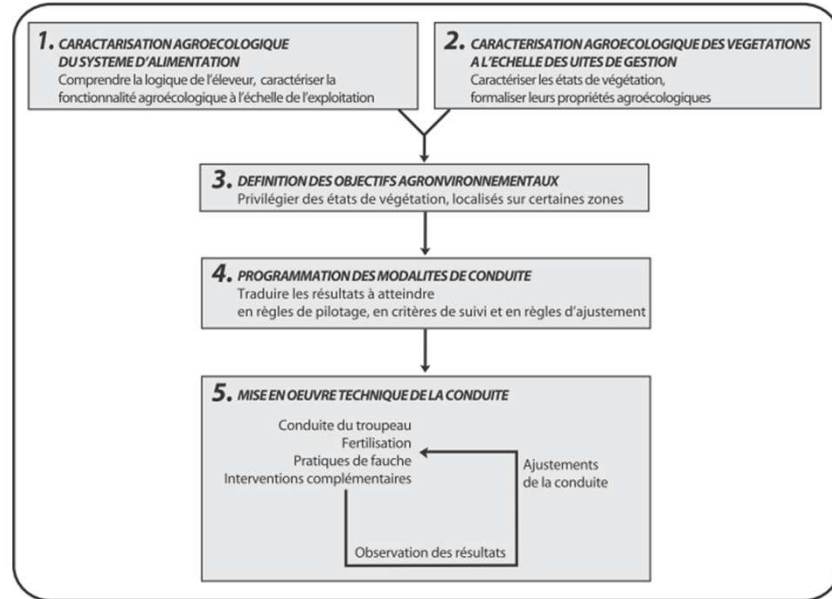 1. CARACTARISATION AGROECOLOGIQUE
DU SYSTEME D'ALIMENTATION
Comprendre la logique de l'éleveur, caractériser la
fonctionnalité agroécologique à l'échelle de l'exploitation
2. CARACTERISATION AGROECOLOGIQUE DES VEGETATIONS
A L'ECHELLE DES UITES DE GESTION
Caractériser les états de végétation,
formaliser leurs propriétés agroécologiques
3. DEFINITION DES OBJECTIFS AGRONVIRONNEMENTAUX
Privilégier des états de végétation, localisés sur certaines zones
4. PROGRAMMATION DES MODALITES DE CONDUITE
Traduire les résultats à atteindre
en règles de pilotage, en critères de suivi et en règles d'ajustement
5. MISE EN OEUVRE TECHNIQUE DE LA CONDUITE
Conduite du troupeau
Fertilisation
Pratiques de fauche
Interventions complémentaires
Ajustements
de la conduite
Observation des résultats